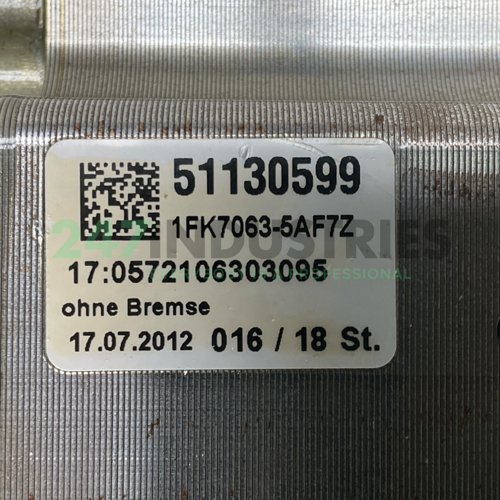 51130599
1FK7063-5AF7Z
247 INDUSTRIES
17:0572106303095
ohne Bremse
17.07.2012 016 / 18 St.